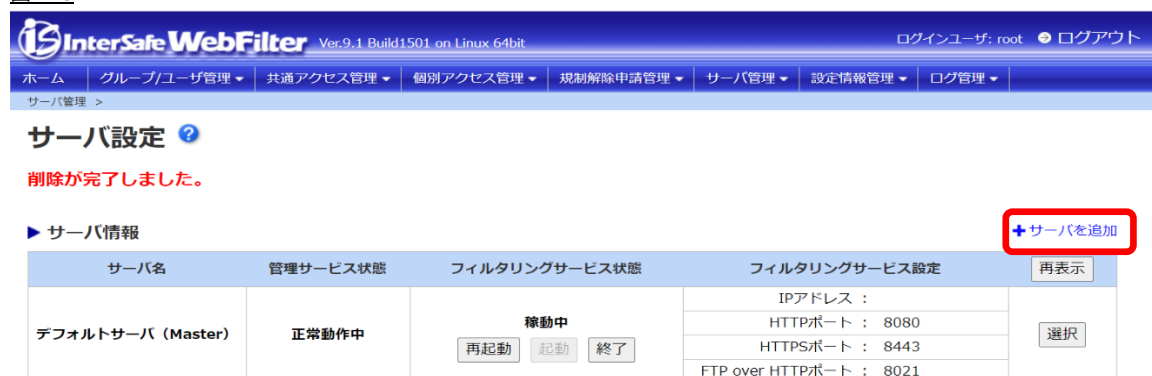 InterSafe WebFilter Ver.9.1 Build1501 on Linux 64bit ログインユーザ: root ログアウト
ホーム グループ/ユーザ管理 共通アクセス管理 個別アクセス管理 規制解除申請管理 サーバ管理 設定情報管理 ログ管理
サーバ管理 >
サーバ設定 ?
削除が完了しました。
サーバ情報 +サーバを追加
サーバ名 管理サービス状態 フィルタリングサービス状態 フィルタリングサービス設定 再表示
IPアドレス :
デフォルトサーバ(Master) 正常動作中 稼動中 HTTPポート : 8080 選択
再起動 起動 終了 HTTPSポート : 8443
FTP over HTTPポート : 8021